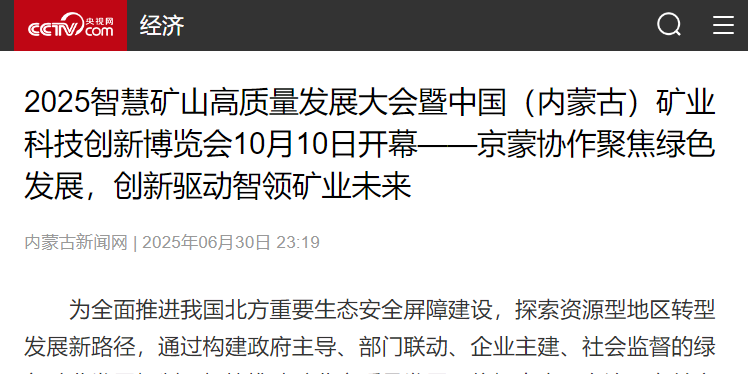 CCTV 央视网 com 经济
2025智慧矿山高质量发展大会暨中国（内蒙古）矿业
科技创新博览会10月10日开幕——京蒙协作聚焦绿色
发展，创新驱动智领矿业未来
内蒙古新闻网 | 2025年06月30日 23:19
为全面推进我国北方重要生态安全屏障建设，探索资源型地区转型
发展新路径，通过构建政府主导、部门联动、企业主建、社会监督的绿